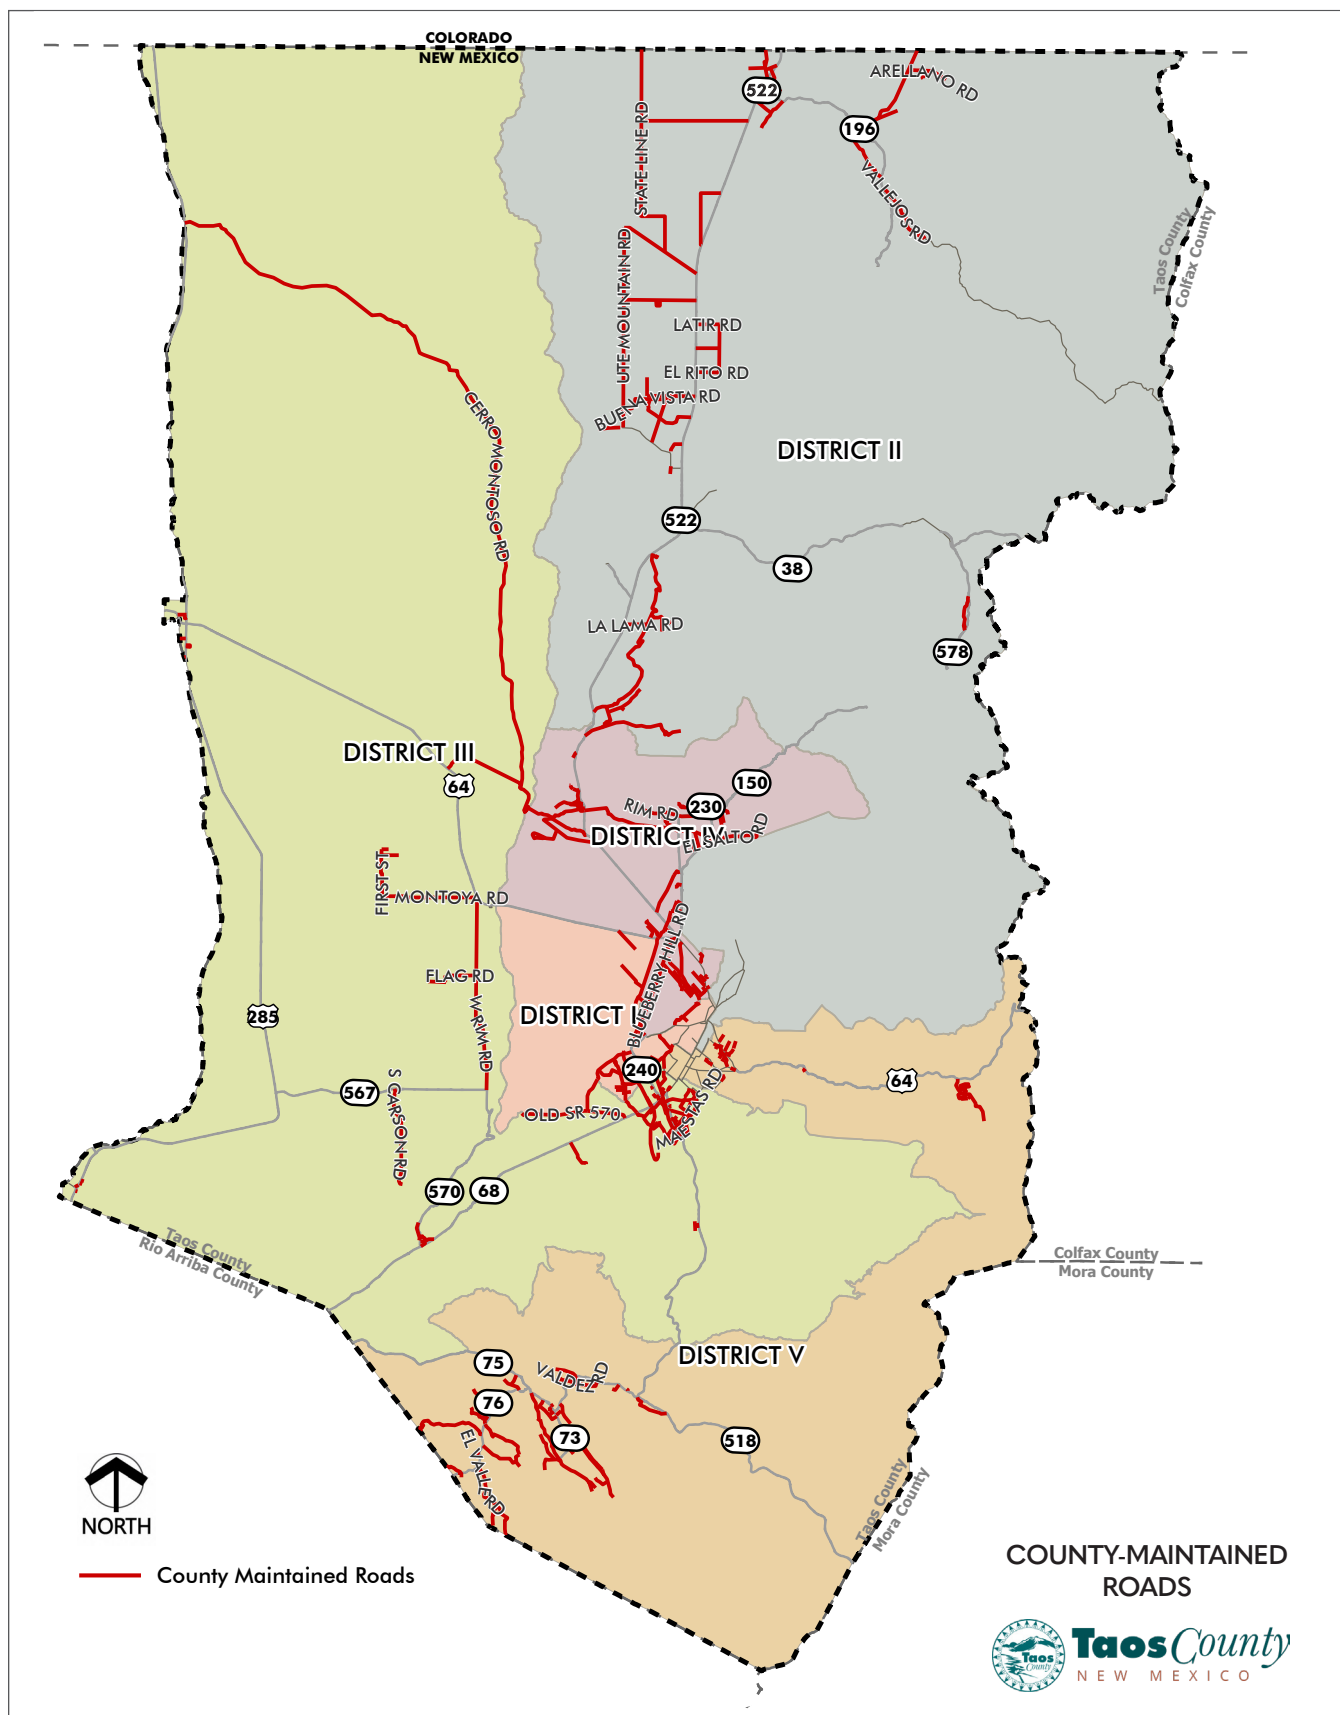 COLORADO
NEW MEXICO
522
ARELLANO RD
196
STATE LINE RD
VALLEJOS RD
Taos County
Colfax County
UTE MOUNTAIN RD
LATIR RD
EL RITO RD
BUENA VISTA RD
CERRO MONTOSO RD
DISTRICT II
522
38
LA LAMA RD
578
DISTRICT III
64
150
230
RIM RD
DISTRICT IV
EL SALTO RD
FIRST ST
MONTOYA RD
BLUEBERRY HILL RD
FLAG RD
W RIM RD
285
DISTRICT I
240
64
567
S CARSON RD
OLD SR 570
MAESTAS RD
570
68
Taos County
Rio Arriba County
Colfax County
Mora County
DISTRICT V
75
VALDEZ RD
76
73
518
EL VALLE RD
Taos County
Mora County
NORTH
County Maintained Roads
COUNTY-MAINTAINED
ROADS
Taos
County
Taos County
NEW MEXICO